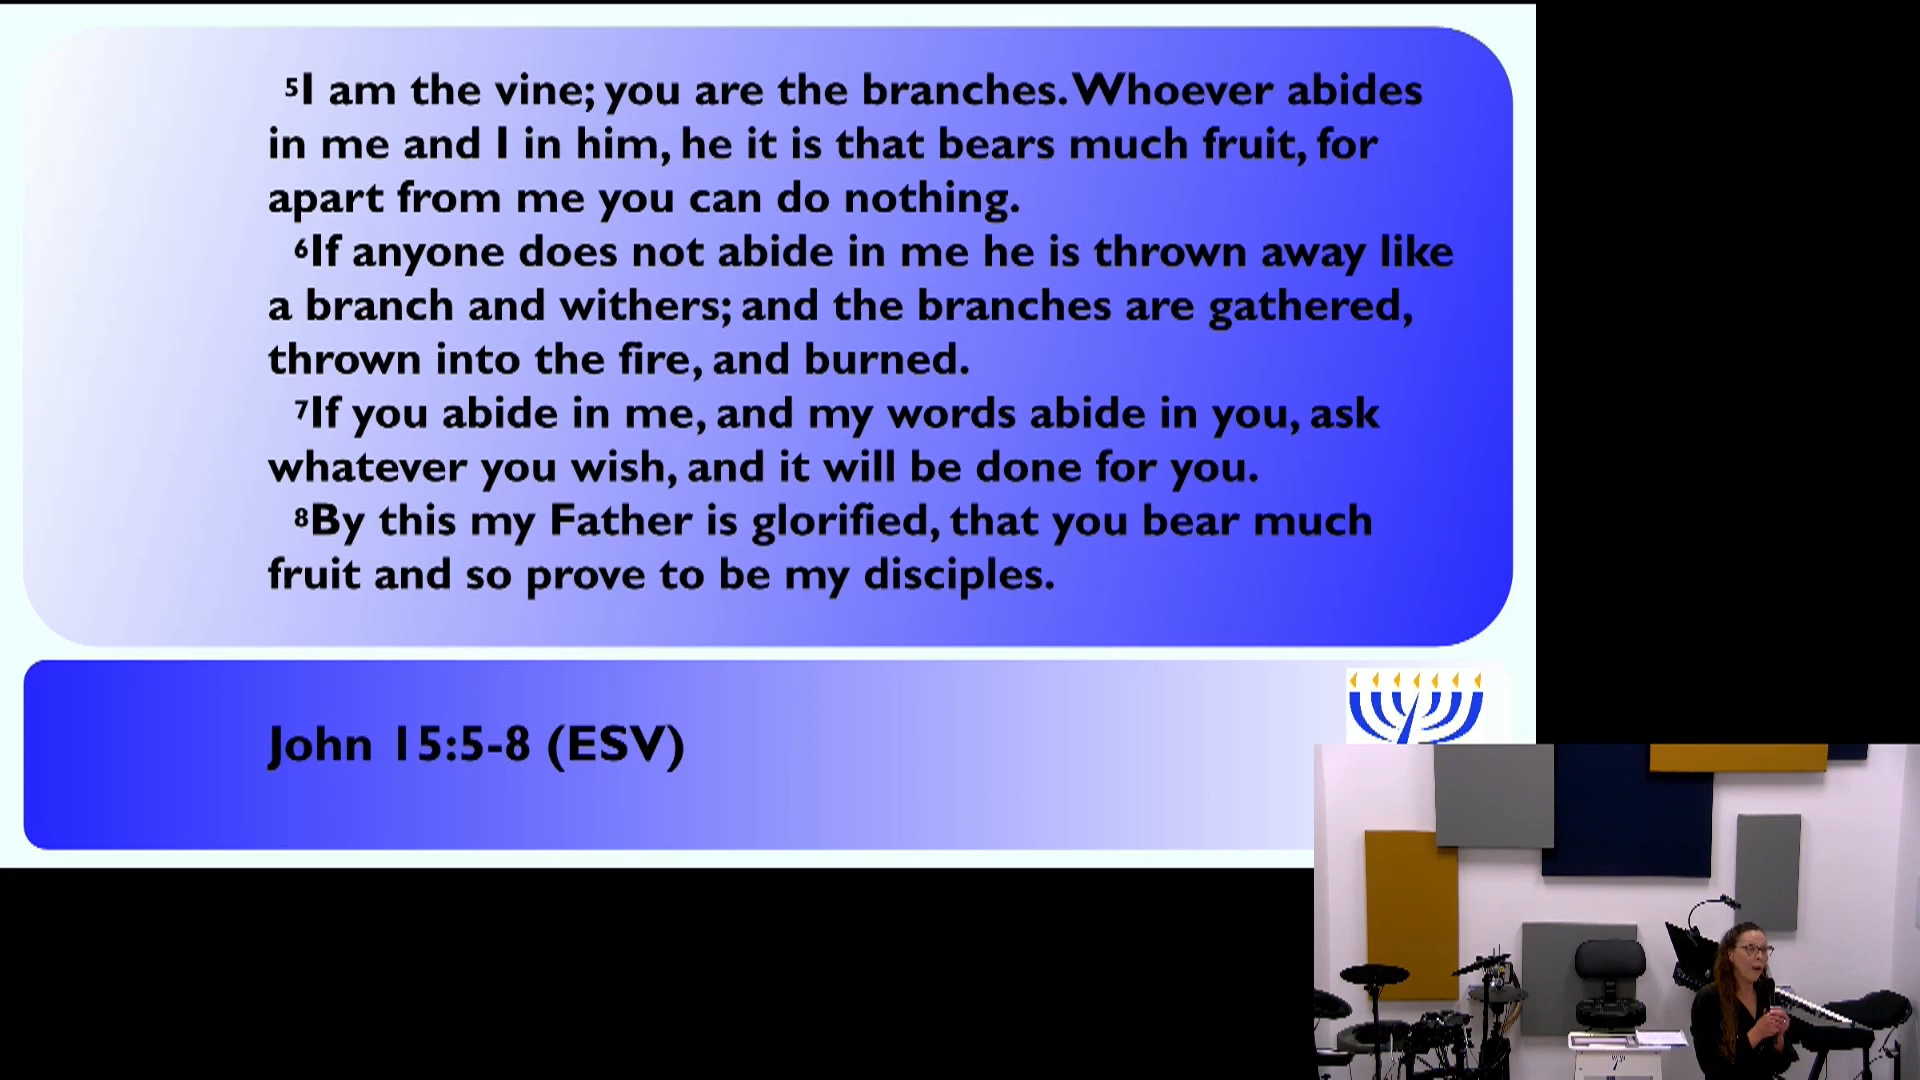 5I am the vine; you are the branches. Whoever abides
in me and I in him, he it is that bears much fruit, for
apart from me you can do nothing.
6If anyone does not abide in me he is thrown away like
a branch and withers; and the branches are gathered,
thrown into the fire, and burned.
7If you abide in me, and my words abide in you, ask
whatever you wish, and it will be done for you.
8By this my Father is glorified, that you bear much
fruit and so prove to be my disciples.
John 15:5-8 (ESV)